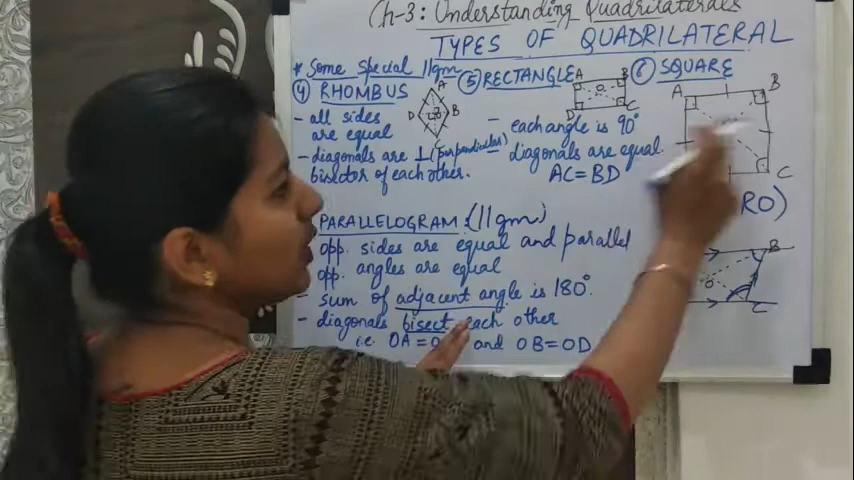 Ch-3: Understanding Quadrilaterals
TYPES OF QUADRILATERAL
* Some Special ||gm
④ RHOMBUS
- all sides
are equal
- diagonals are ⊥ (perpendicular)
bisector of each other.
A
B
C
D
⑤ RECTANGLE
A
B
C
D
O
- each angle is 90°
- diagonals are equal.
AC = BD
⑥ SQUARE
A
B
C
RO)
PARALLELOGRAM: (||gm)
opp. sides are equal and parallel
opp. angles are equal
- sum of adjacent angle is 180°.
- diagonals bisect each other
i.e. OA = and OB = OD
B
O
C